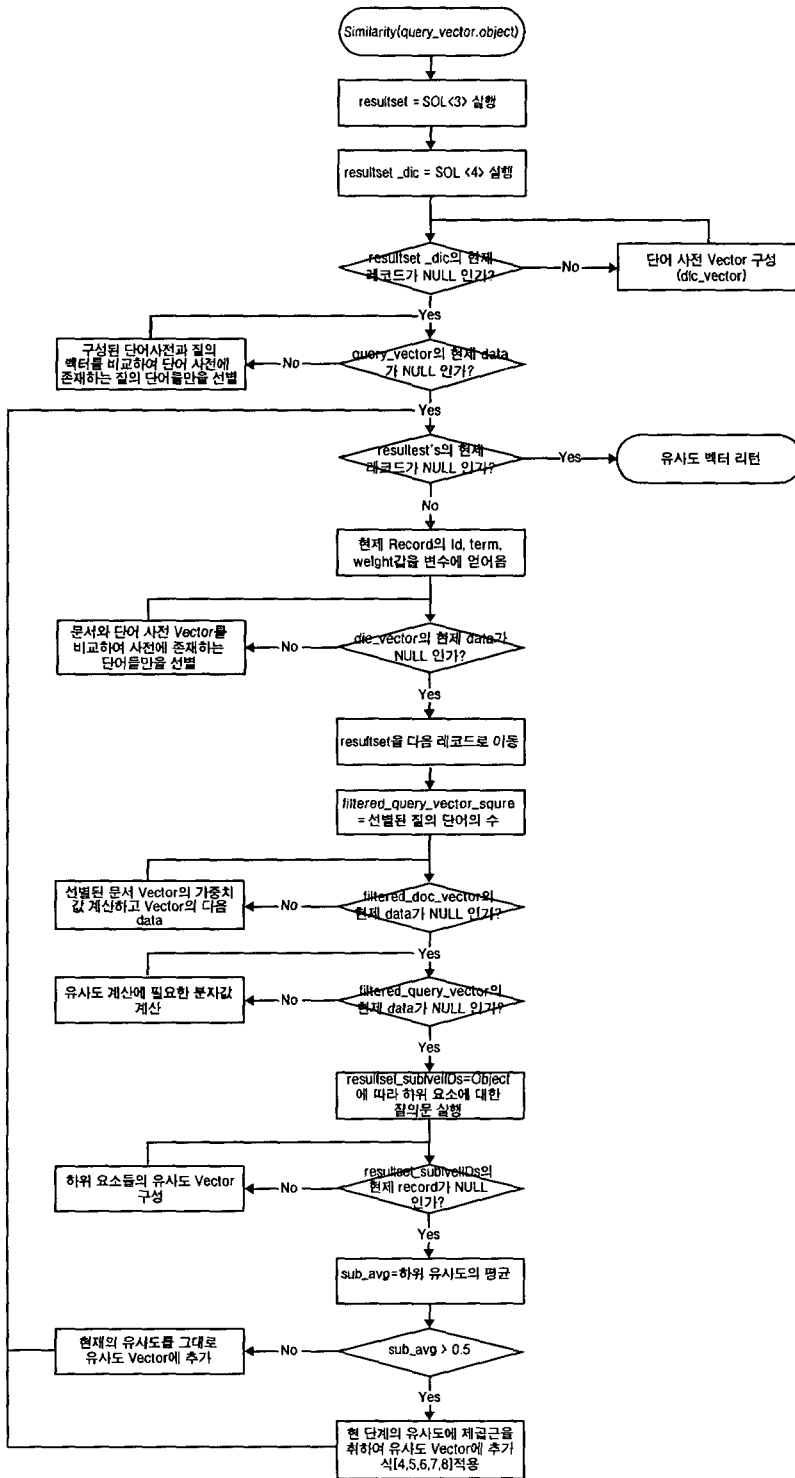 Similarity(query_vector.object)
resultset = SOL<3> 실행
resultset _dic = SOL <4> 실행
resultset _dic의 현재
레코드가 NULL 인가?
No
단어 사전 Vector 구성
(dic_vector)
Yes
구성된 단어사전과 질의
벡터를 비교하여 단어 사전에
존재하는 질의 단어들만을 선별
No
query_vector의 현재 data
가 NULL 인가?
Yes
resultest's의 현재
레코드가 NULL 인가?
Yes
유사도 벡터 리턴
No
현재 Record의 Id, term,
weight값을 변수에 얻어옴
문서와 단어 사전 Vector를
비교하여 사전에 존재하는
단어들만을 선별
No
dic_vector의 현재 data가
NULL 인가?
Yes
resultset을 다음 레코드로 이동
filtered_query_vector_squre
= 선별된 질의 단어의 수
선별된 문서 Vector의 가중치
값 계산하고 Vector의 다음
data
No
filtered_doc_vector의
현재 data가 NULL 인가?
Yes
유사도 계산에 필요한 분자값
계산
No
filtered_query_vector의
현재 data가 NULL 인가?
Yes
resultset_sublvelIDs=Object
에 따라 하위 요소에 대한
질의문 실행
하위 요소들의 유사도 Vector
구성
No
resultset_sublvelIDs의
현재 record가 NULL
인가?
Yes
sub_avg=하위 유사도의 평균
현재의 유사도를 그대로
유사도 Vector에 추가
No
sub_avg > 0.5
Yes
현 단계의 유사도에 제곱근을
취하여 유사도 Vector에 추가
식[4,5,6,7,8]적용